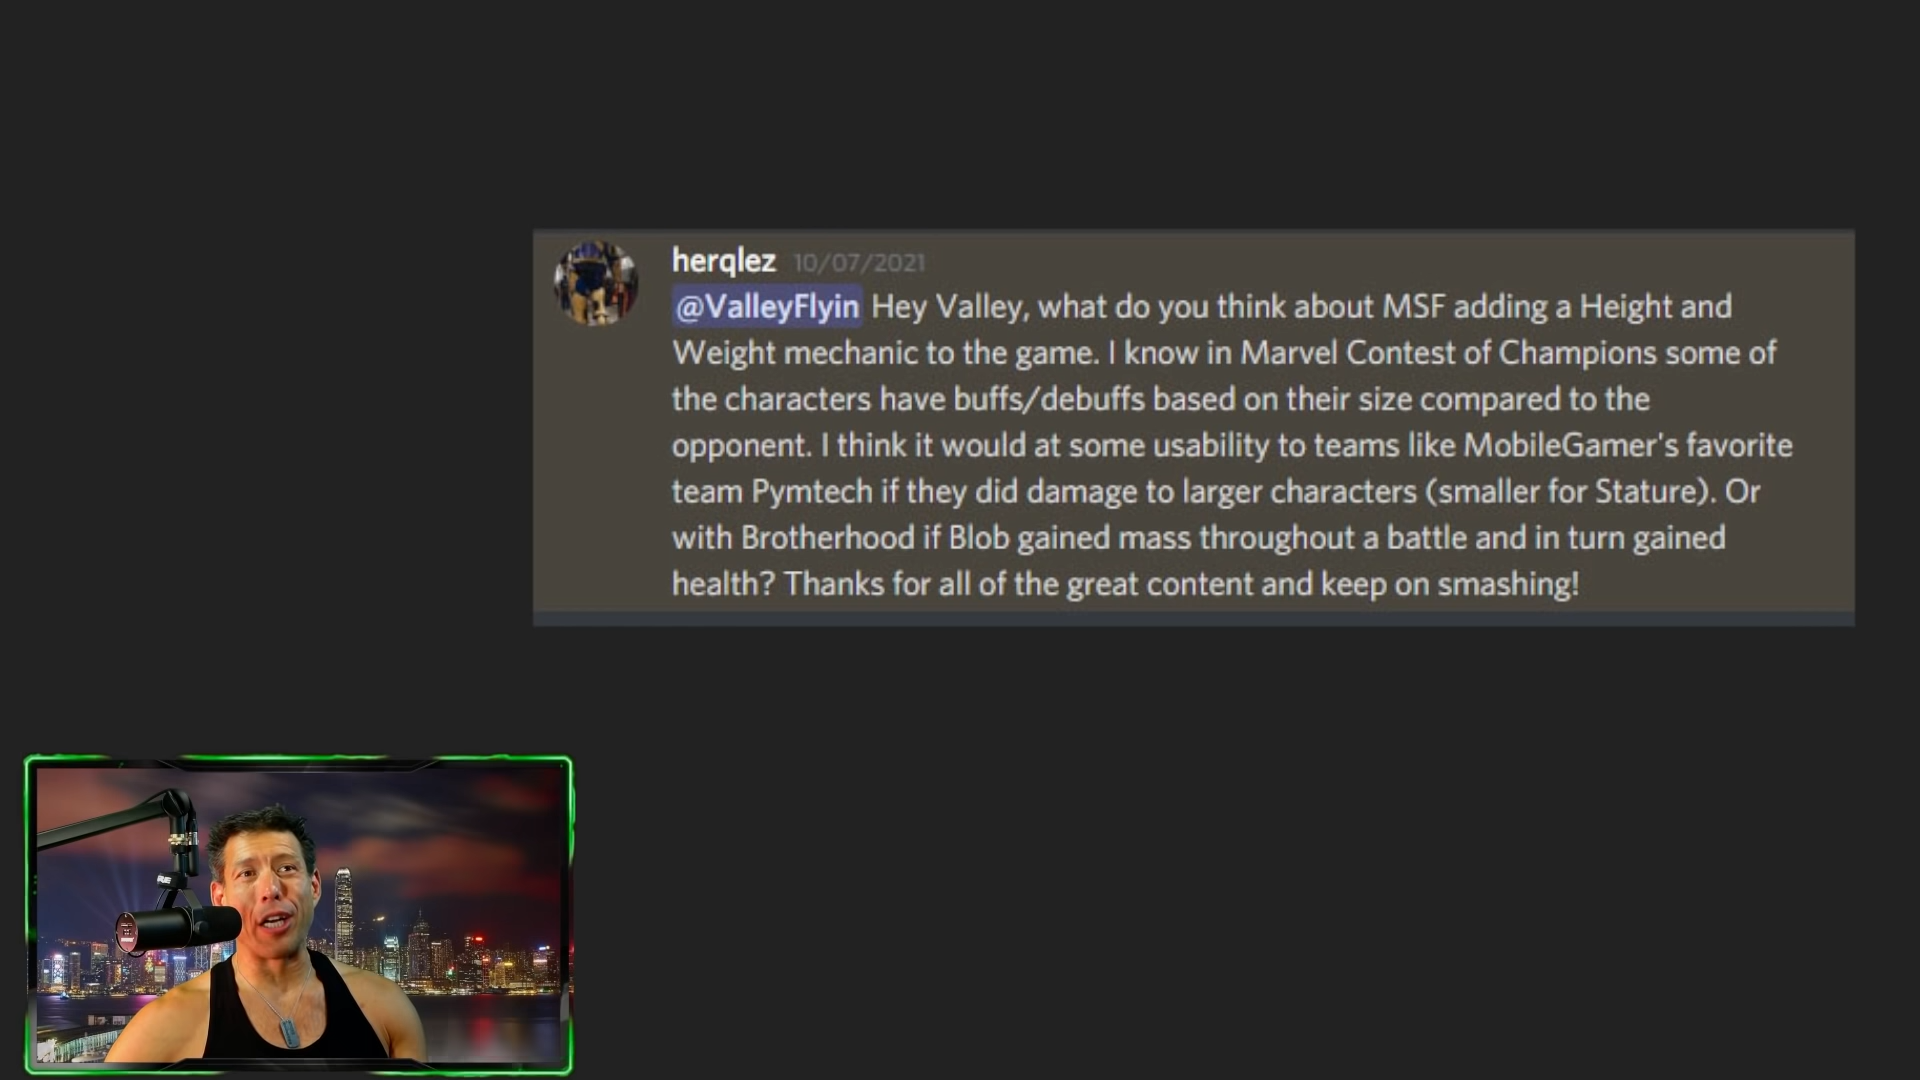 herqlez 10/07/2021
@ValleyFlyin Hey Valley, what do you think about MSF adding a Height and
Weight mechanic to the game. I know in Marvel Contest of Champions some of
the characters have buffs/debuffs based on their size compared to the
opponent. I think it would at some usability to teams like MobileGamer's favorite
team Pymtech if they did damage to larger characters (smaller for Stature). Or
with Brotherhood if Blob gained mass throughout a battle and in turn gained
health? Thanks for all of the great content and keep on smashing!